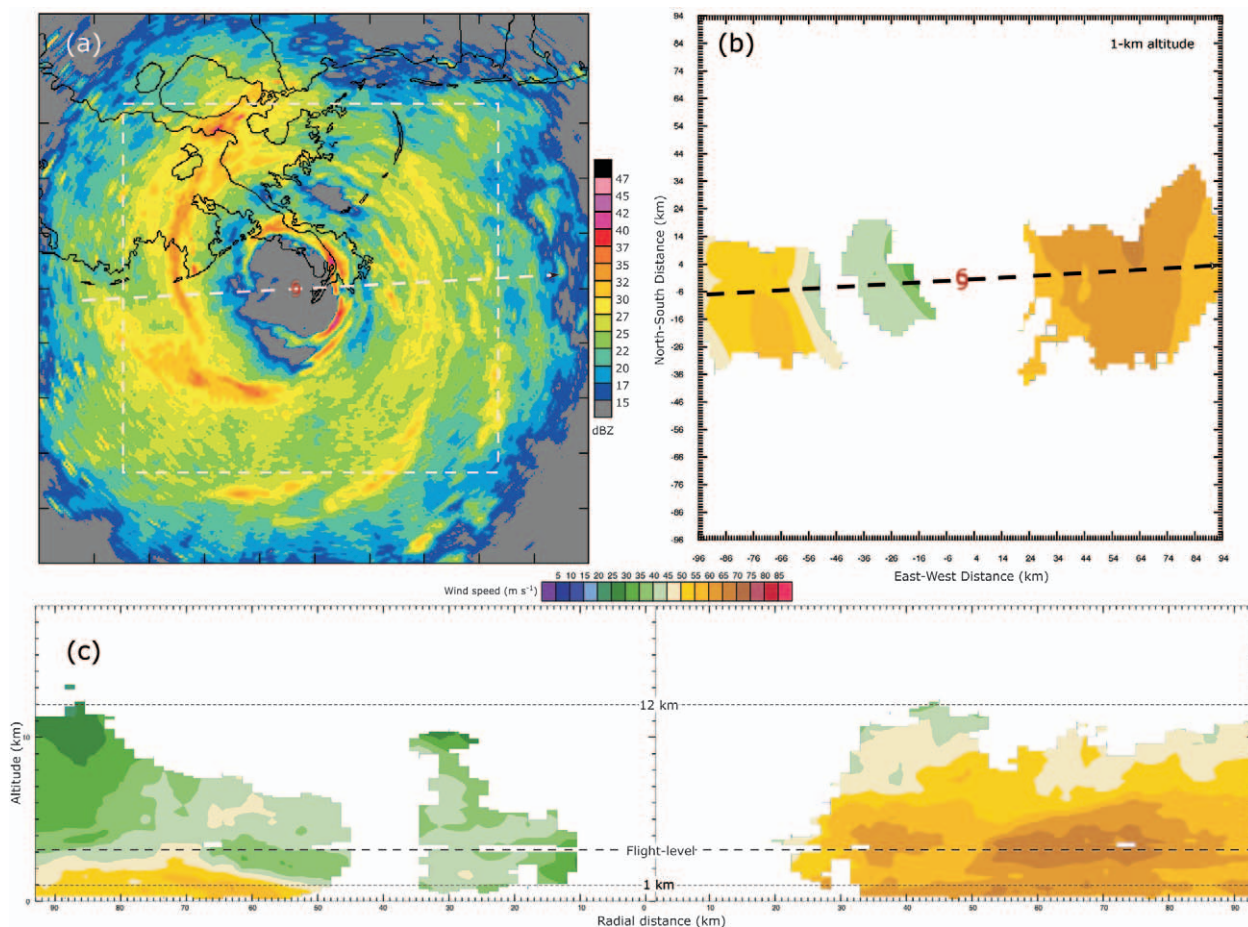 (a)
47
45
42
40
37
35
32
30
27
25
22
20
17
15
dBZ
(b)
1-km altitude
North-South Distance (km)
94
84
74
64
54
44
34
24
14
4
-6
-16
-26
-36
-46
-56
-66
-76
-86
-96
-96 -86 -76 -66 -56 -46 -36 -26 -16 -6 4 14 24 34 44 54 64 74 84 94
East-West Distance (km)
Wind speed (m s⁻¹)
5 10 15 20 25 30 35 40 45 50 55 60 65 70 75 80 85
(c)
Altitude (km)
10
0
12 km
Flight-level
1 km
90 80 70 60 50 40 30 20 10 0 10 20 30 40 50 60 70 80 90
Radial distance (km)